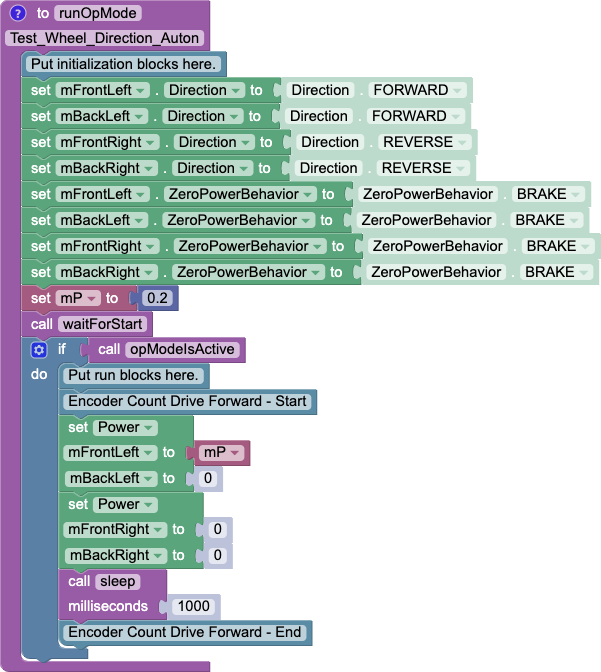 ? to runOpMode
Test_Wheel_Direction_Auton
Put initialization blocks here.
set mFrontLeft . Direction to Direction . FORWARD
set mBackLeft . Direction to Direction . FORWARD
set mFrontRight . Direction to Direction . REVERSE
set mBackRight . Direction to Direction . REVERSE
set mFrontLeft . ZeroPowerBehavior to ZeroPowerBehavior . BRAKE
set mBackLeft . ZeroPowerBehavior to ZeroPowerBehavior . BRAKE
set mFrontRight . ZeroPowerBehavior to ZeroPowerBehavior . BRAKE
set mBackRight . ZeroPowerBehavior to ZeroPowerBehavior . BRAKE
set mP to 0.2
call waitForStart
if call opModeIsActive
do Put run blocks here.
Encoder Count Drive Forward - Start
set Power
mFrontLeft to mP
mBackLeft to 0
set Power
mFrontRight to 0
mBackRight to 0
call sleep
milliseconds 1000
Encoder Count Drive Forward - End